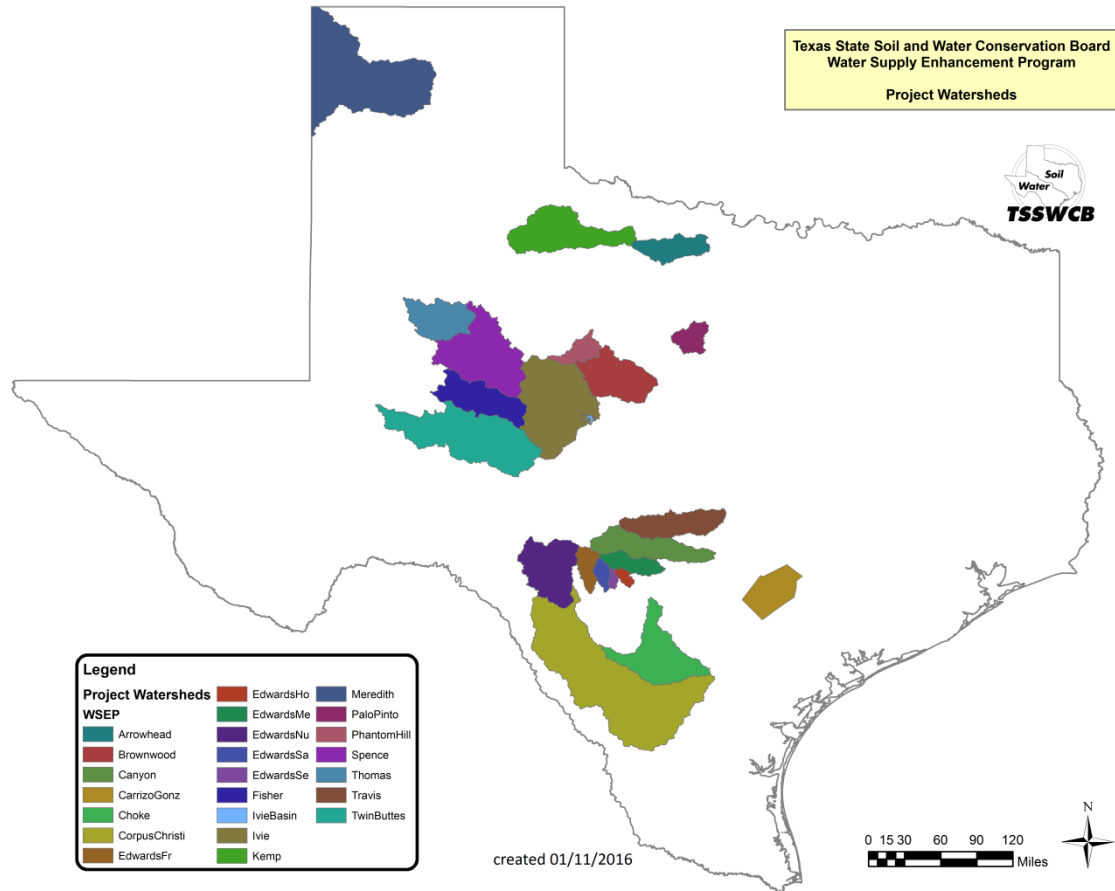 Texas State Soil and Water Conservation Board
Water Supply Enhancement Program
Project Watersheds
Soil
Water
TSSWCB
Legend
Project Watersheds
WSEP
Arrowhead
Brownwood
Canyon
CarrizoGonz
Choke
CorpusChristi
EdwardsFr
EdwardsHo
EdwardsMe
EdwardsNu
EdwardsSa
EdwardsSe
Fisher
IvieBasin
Ivie
Kemp
Meredith
PaloPinto
PhantomHill
Spence
Thomas
Travis
TwinButtes
created 01/11/2016
N
0 15 30 60 90 120
Miles